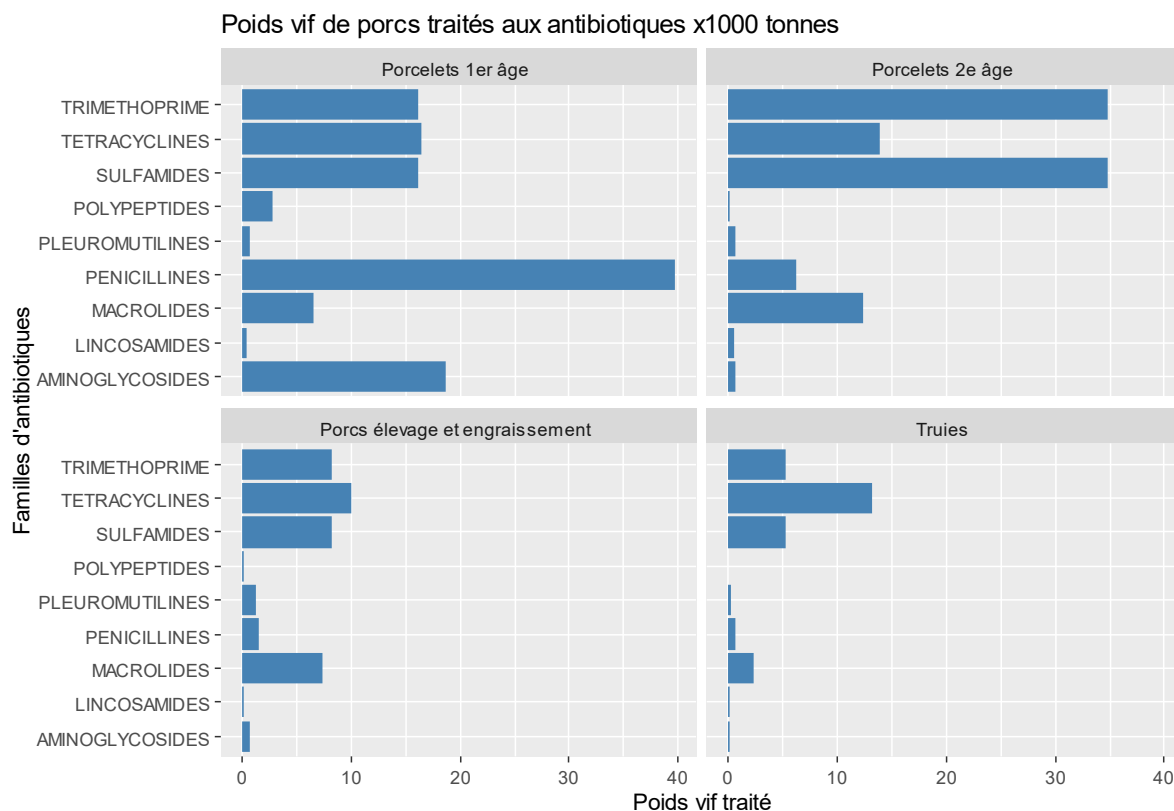 Poids vif de porcs traités aux antibiotiques x1000 tonnes
Porcelets 1er âge
Porcelets 2e âge
TRIMETHOPRIME
TETRACYCLINES
SULFAMIDES
POLYPEPTIDES
PLEUROMUTILINES
PENICILLINES
MACROLIDES
LINCOSAMIDES
AMINOGLYCOSIDES
Familles d'antibiotiques
Porcs élevage et engraissement
Truies
TRIMETHOPRIME
TETRACYCLINES
SULFAMIDES
POLYPEPTIDES
PLEUROMUTILINES
PENICILLINES
MACROLIDES
LINCOSAMIDES
AMINOGLYCOSIDES
0 10 20 30 40 0 10 20 30 40
Poids vif traité